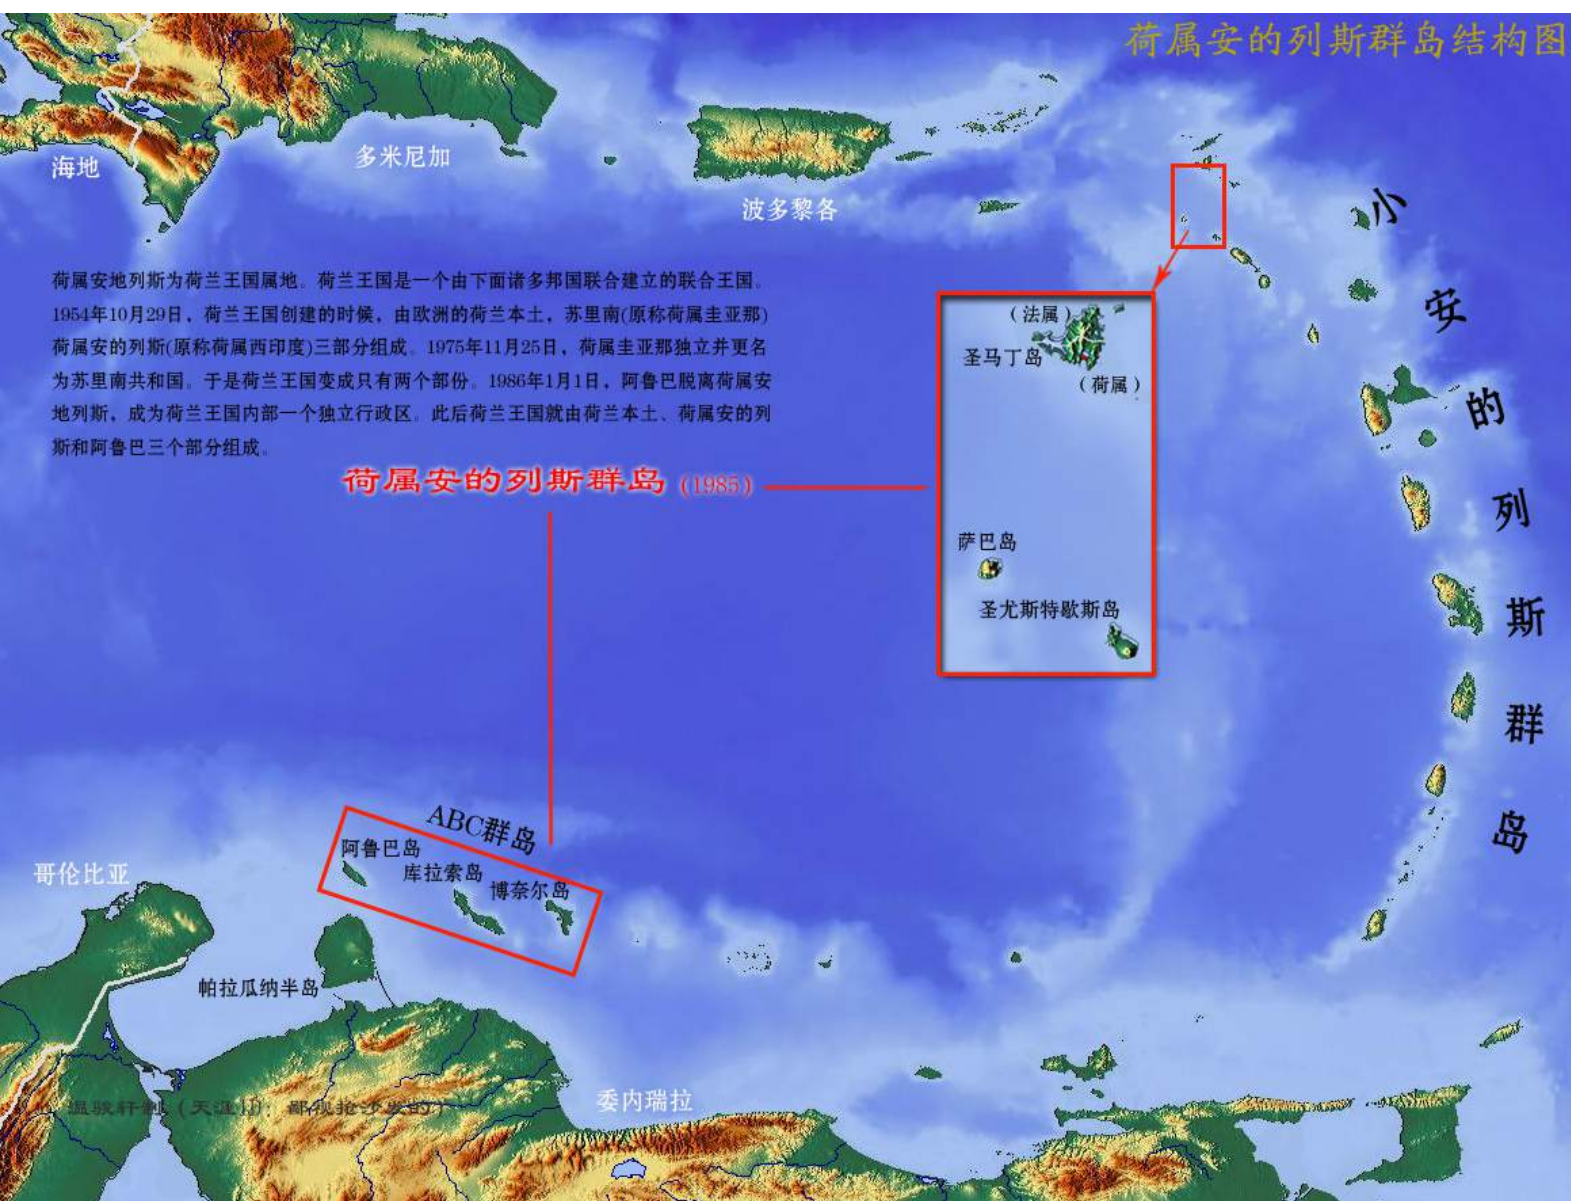 荷属安的列斯群岛结构图
海地
多米尼加
波多黎各
小安的列斯群岛
荷属安地列斯为荷兰王国属地。荷兰王国是一个由下面诸多邦国联合建立的联合王国。
1954年10月29日，荷兰王国创建的时候，由欧洲的荷兰本土，苏里南(原称荷属圭亚那)
荷属安的列斯(原称荷属西印度)三部分组成。1975年11月25日，荷属圭亚那独立并更名
为苏里南共和国。于是荷兰王国变成只有两个部份。1986年1月1日，阿鲁巴脱离荷属安
地列斯，成为荷兰王国内部一个独立行政区。此后荷兰王国就由荷兰本土、荷属安的列
斯和阿鲁巴三个部分组成。
荷属安的列斯群岛(1985)
(法属)
圣马丁岛
(荷属)
萨巴岛
圣尤斯特歇斯岛
ABC群岛
阿鲁巴岛
库拉索岛
博奈尔岛
哥伦比亚
帕拉瓜纳半岛
委内瑞拉